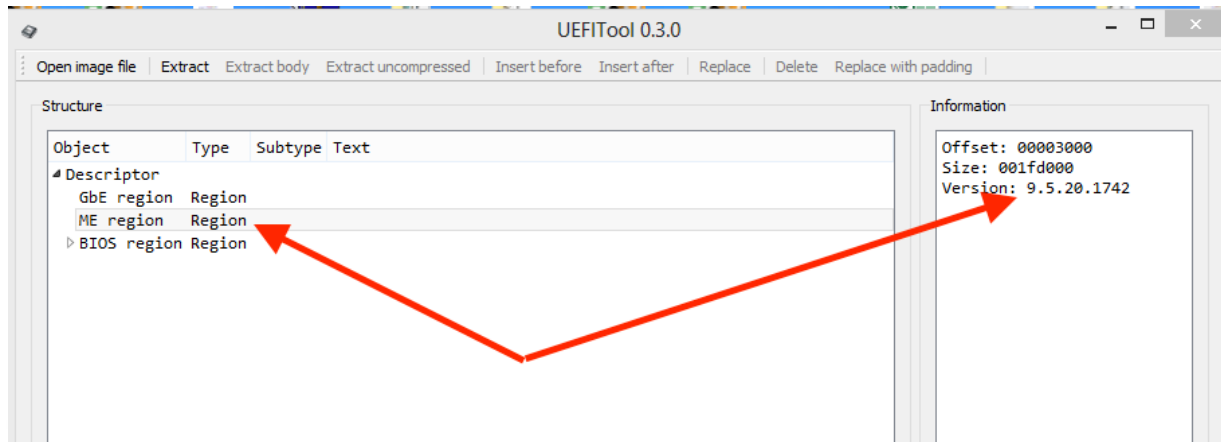 UEFITool 0.3.0
Open image file Extract Extract body Extract uncompressed Insert before Insert after Replace Delete Replace with padding
Structure
Object Type Subtype Text
Descriptor
GbE region Region
ME region Region
BIOS region Region
Information
Offset: 00003000
Size: 001fd000
Version: 9.5.20.1742